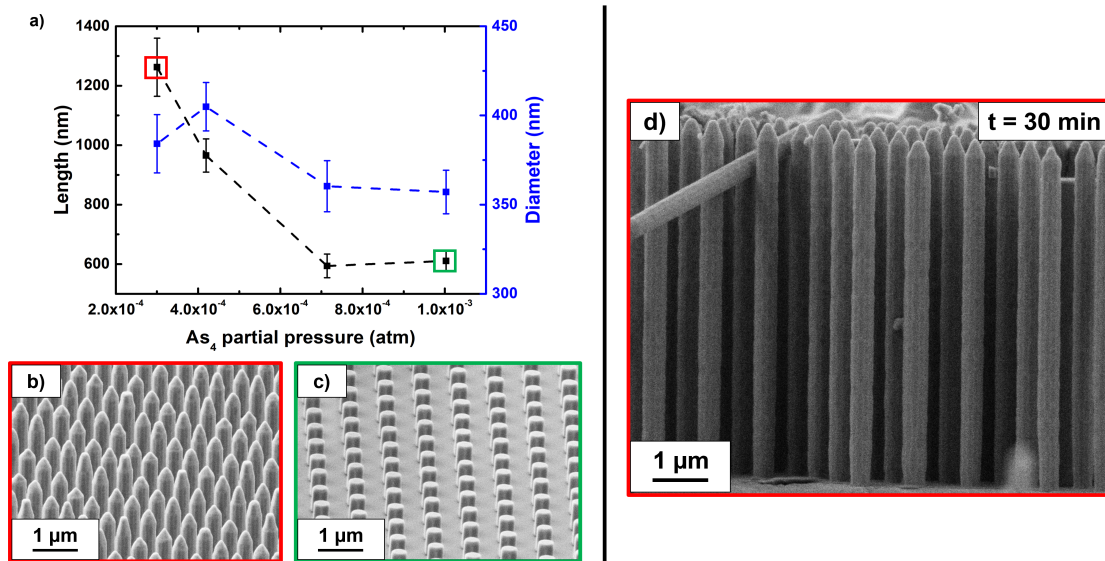 a)
1400
1200
1000
800
600
Length (nm)
450
400
350
300
Diameter (nm)
2.0x10⁻⁴ 4.0x10⁻⁴ 6.0x10⁻⁴ 8.0x10⁻⁴ 1.0x10⁻³
As₄ partial pressure (atm)
b)
1 µm
c)
1 µm
d)
t = 30 min
1 µm